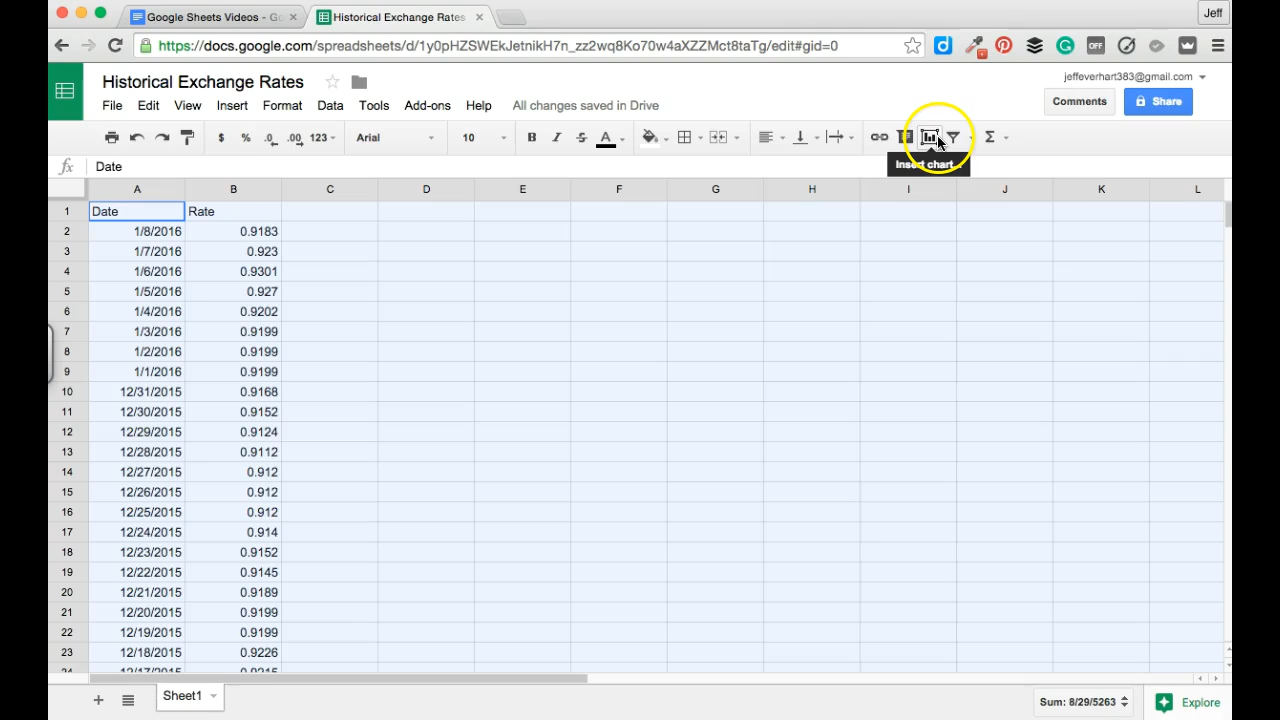 Google Sheets Videos - Go
Historical Exchange Rates
Jeff
https://docs.google.com/spreadsheets/d/1y0pHZSWEkJetnikH7n_zz2wq8Ko70w4aXZZMct8taTg/edit#gid=0
Historical Exchange Rates
jeffeverhart383@gmail.com
File Edit View Insert Format Data Tools Add-ons Help All changes saved in Drive
Comments Share
$ % .0 .00 123 Arial 10 B I S A Σ
Insert chart...
fx Date
A B C D E F G H I J K L
1 Date Rate
2 1/8/2016 0.9183
3 1/7/2016 0.923
4 1/6/2016 0.9301
5 1/5/2016 0.927
6 1/4/2016 0.9202
7 1/3/2016 0.9199
8 1/2/2016 0.9199
9 1/1/2016 0.9199
10 12/31/2015 0.9168
11 12/30/2015 0.9152
12 12/29/2015 0.9124
13 12/28/2015 0.9112
14 12/27/2015 0.912
15 12/26/2015 0.912
16 12/25/2015 0.912
17 12/24/2015 0.914
18 12/23/2015 0.9152
19 12/22/2015 0.9145
20 12/21/2015 0.9189
21 12/20/2015 0.9199
22 12/19/2015 0.9199
23 12/18/2015 0.9226
24 12/17/2015 0.9215
Sheet1
Sum: 8/29/5263
Explore